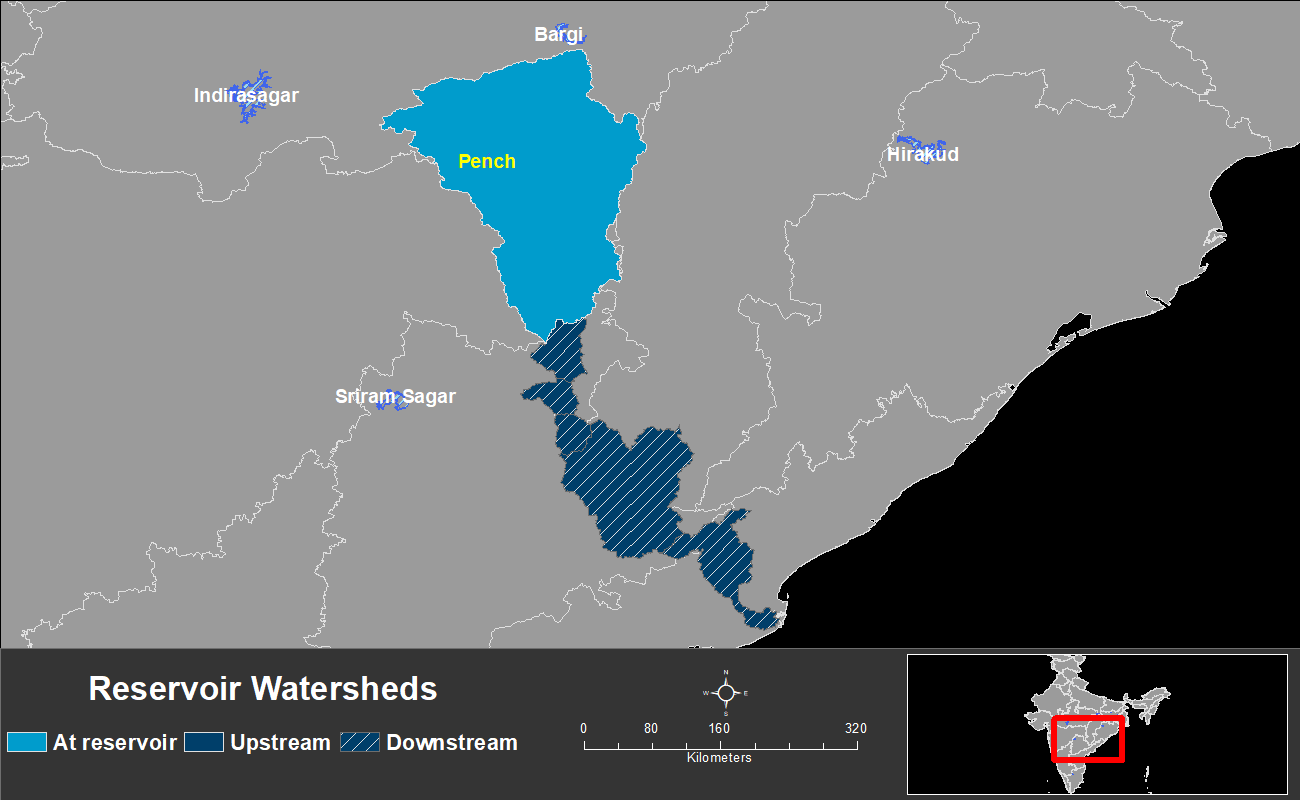 Bargi
Indirasagar
Pench
Hirakud
Sriram Sagar
Reservoir Watersheds
At reservoir Upstream Downstream
N
W E
S
0 80 160 320
Kilometers